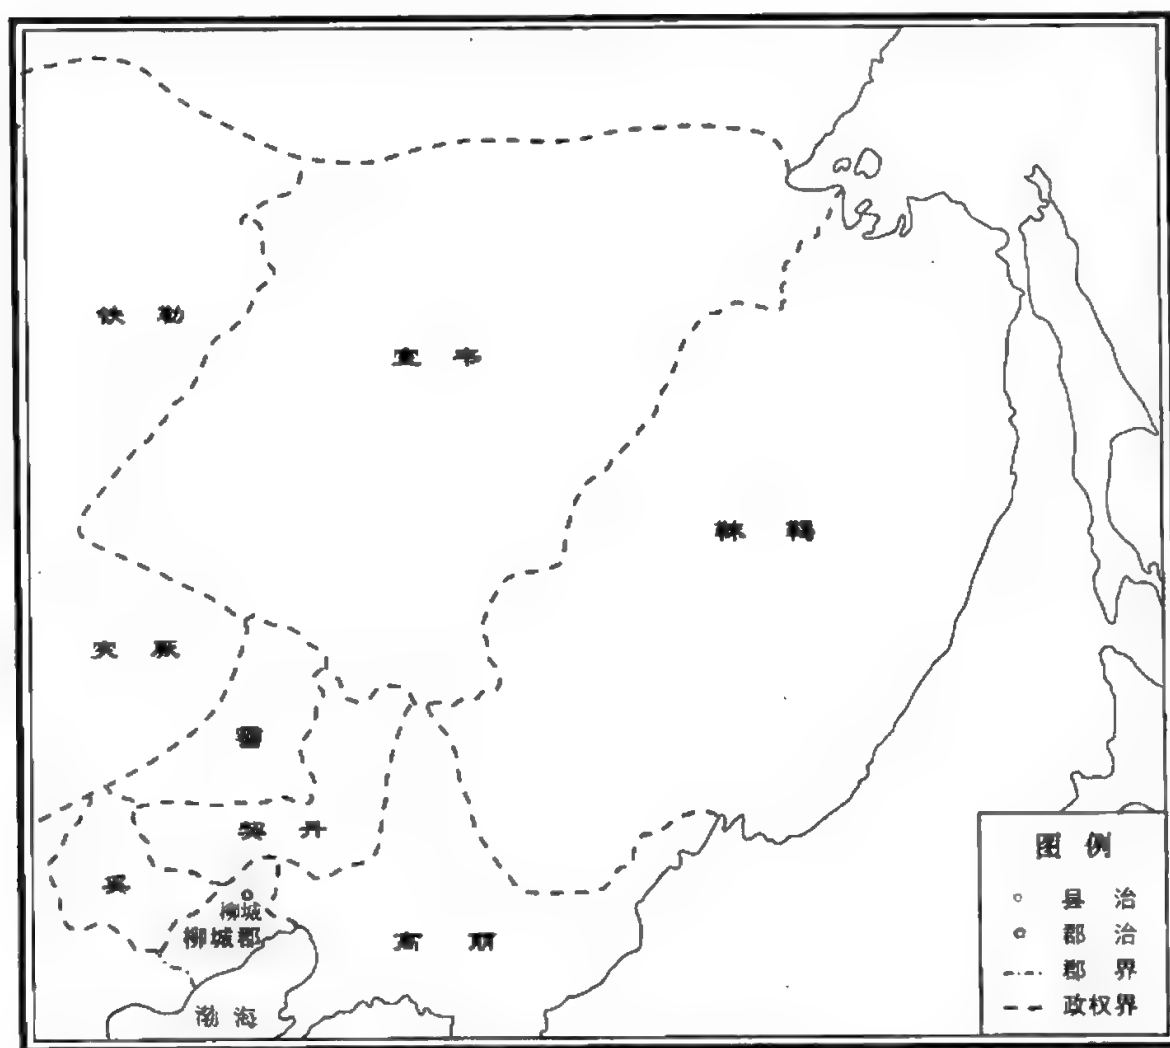 铁 勒
室 韦
靺 鞨
突 厥
霫
契 丹
奚
柳城
柳城郡
高 丽
渤 海
图 例
县 治
郡 治
郡 界
政权界